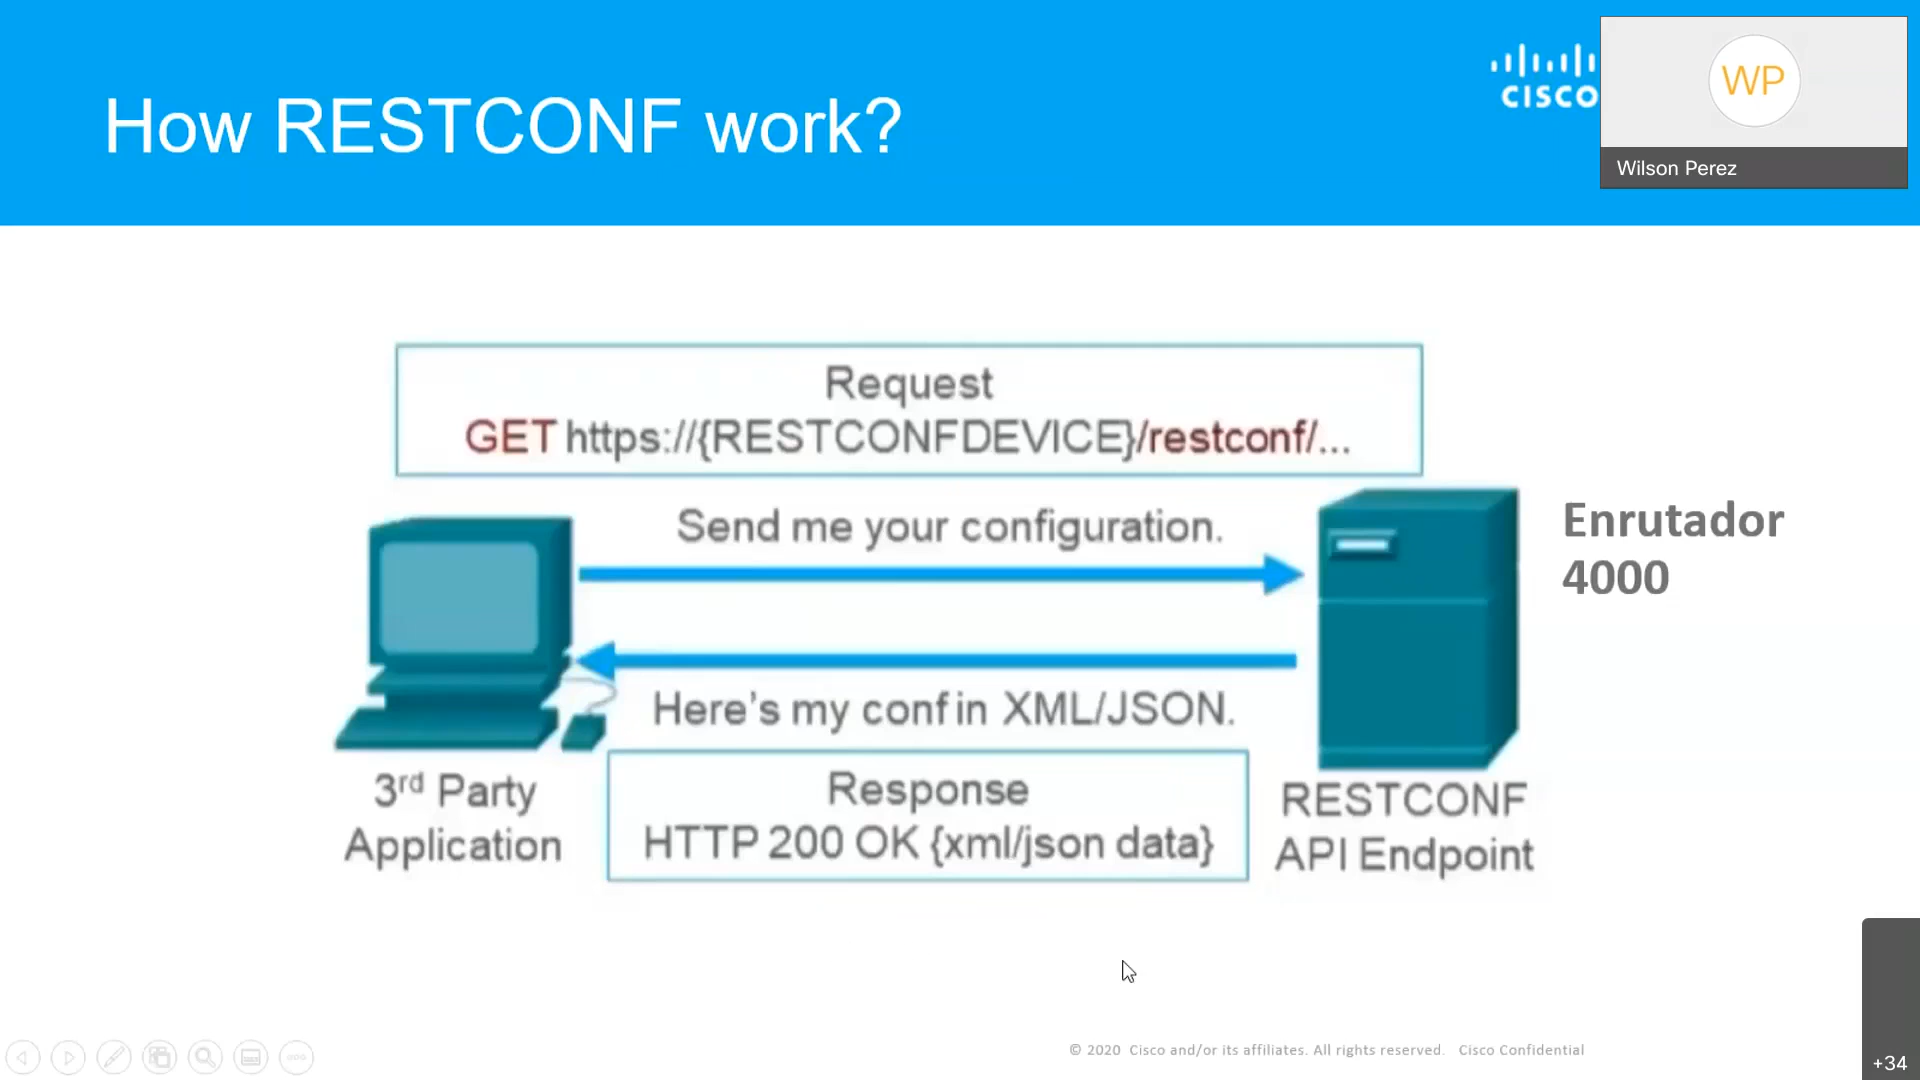 How RESTCONF work?
CISCO
WP
Wilson Perez
Request
GET https://{RESTCONFDEVICE}/restconf/...
Send me your configuration.
Enrutador
4000
Here's my conf in XML/JSON.
3rd Party
Application
Response
HTTP 200 OK {xml/json data}
RESTCONF
API Endpoint
© 2020 Cisco and/or its affiliates. All rights reserved. Cisco Confidential
+34